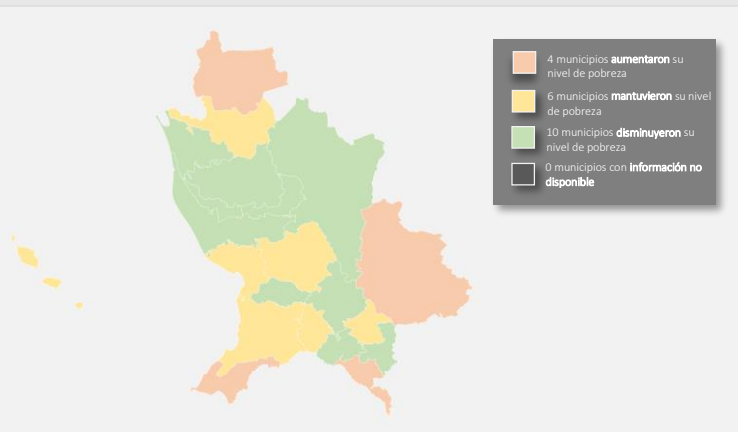 4 municipios aumentaron su
nivel de pobreza
6 municipios mantuvieron su nivel
de pobreza
10 municipios disminuyeron su
nivel de pobreza
0 municipios con información no
disponible